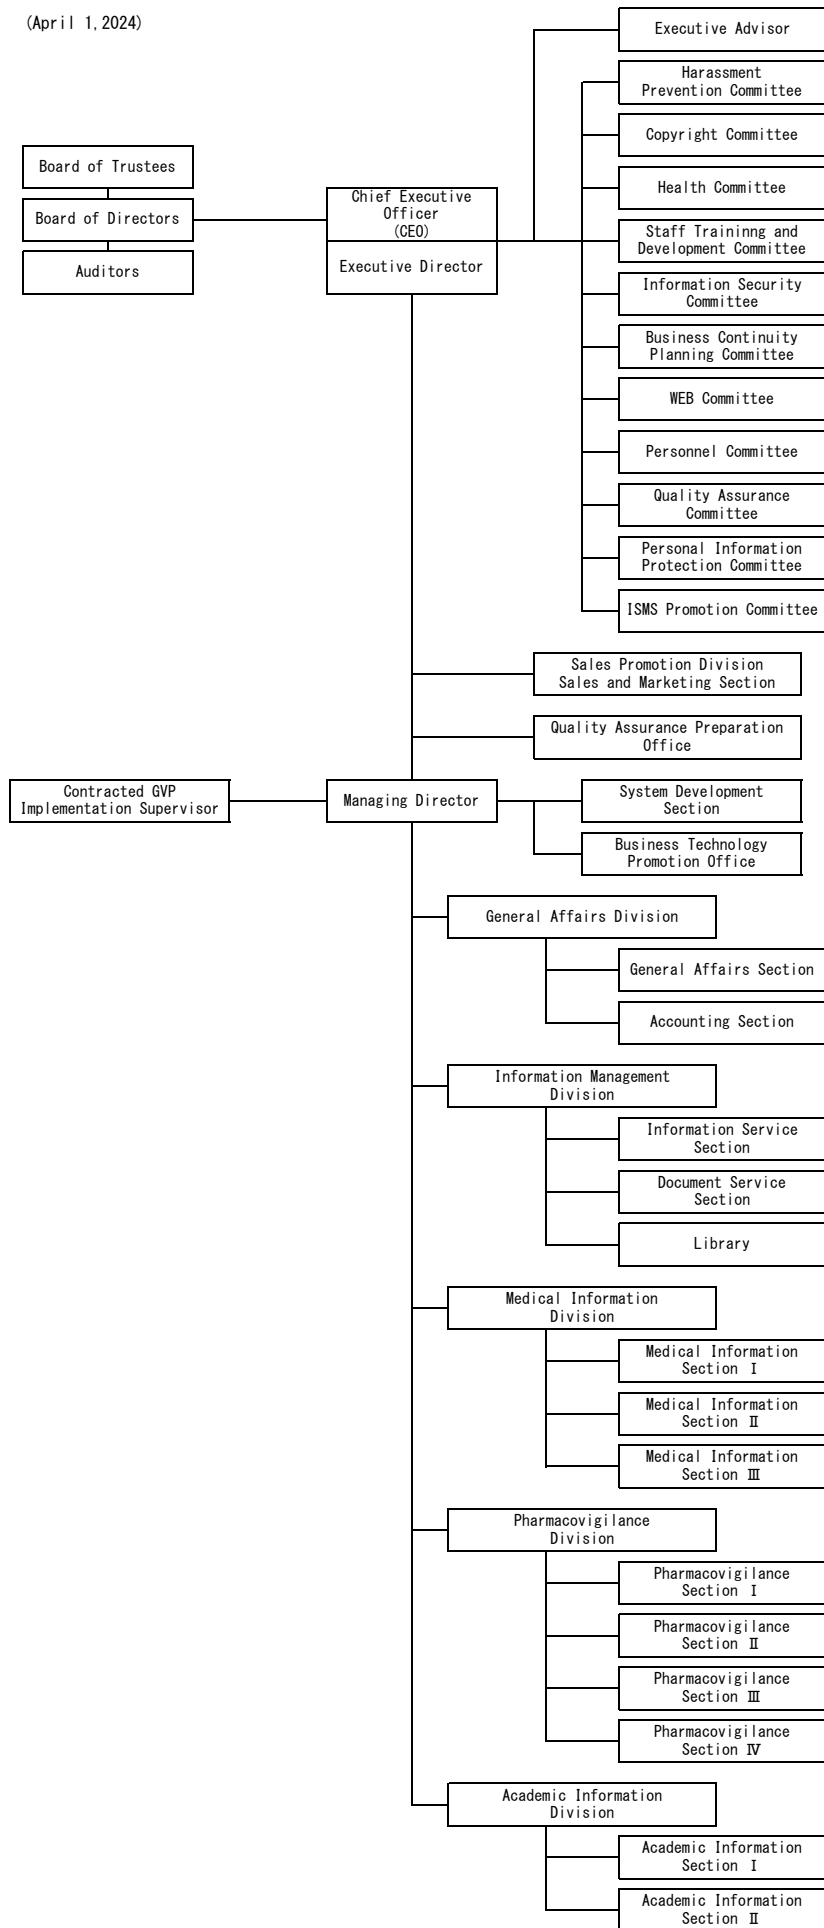 (April 1,2024)
Executive Advisor
Harassment
Prevention Committee
Copyright Committee
Board of Trustees
Health Committee
Chief Executive
Officer
(CEO)
Board of Directors
Staff Traininng and
Development Committee
Executive Director
Auditors
Information Security
Committee
Business Continuity
Planning Committee
WEB Committee
Personnel Committee
Quality Assurance
Committee
Personal Information
Protection Committee
ISMS Promotion Committee
Sales Promotion Division
Sales and Marketing Section
Quality Assurance Preparation
Office
Contracted GVP
Implementation Supervisor
Managing Director
System Development
Section
Business Technology
Promotion Office
General Affairs Division
General Affairs Section
Accounting Section
Information Management
Division
Information Service
Section
Document Service
Section
Library
Medical Information
Division
Medical Information
Section Ⅰ
Medical Information
Section Ⅱ
Medical Information
Section Ⅲ
Pharmacovigilance
Division
Pharmacovigilance
Section Ⅰ
Pharmacovigilance
Section Ⅱ
Pharmacovigilance
Section Ⅲ
Pharmacovigilance
Section Ⅳ
Academic Information
Division
Academic Information
Section Ⅰ
Academic Information
Section Ⅱ